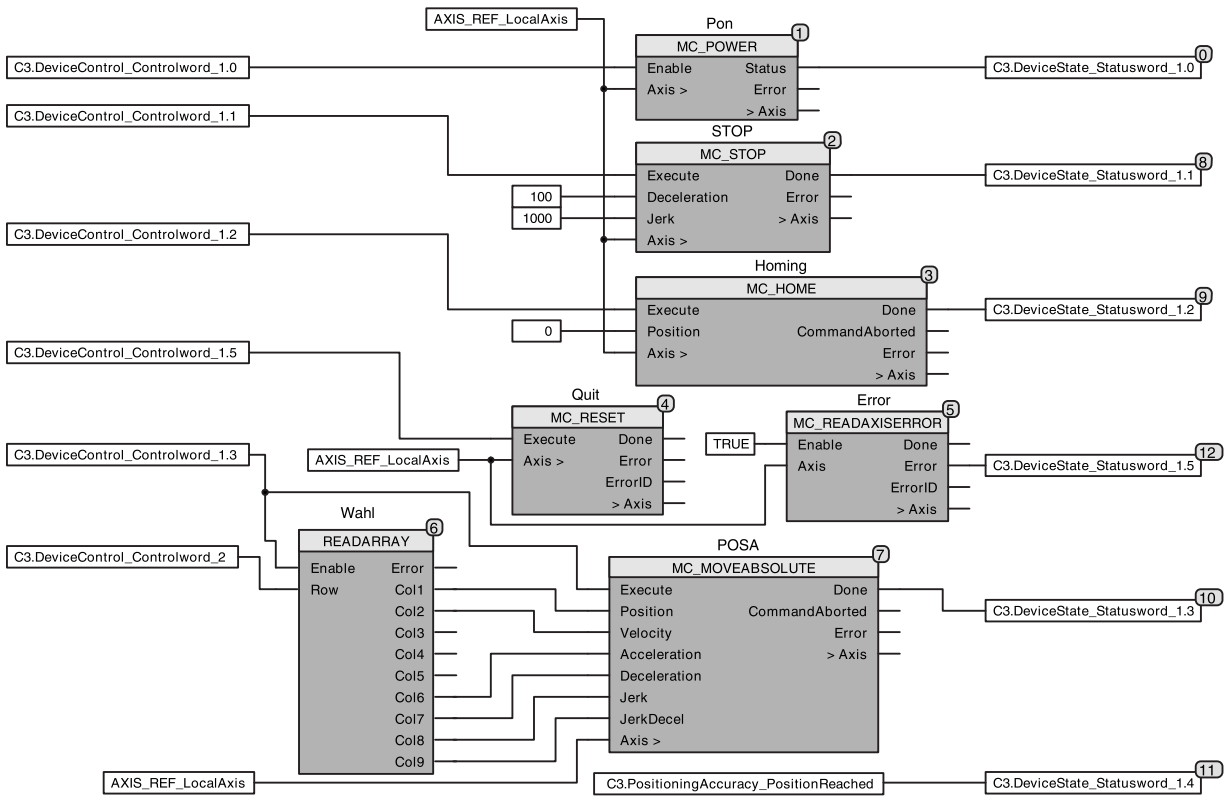 AXIS_REF_LocalAxis
Pon
1
MC_POWER
0
C3.DeviceControl_Controlword_1.0
Enable Status
C3.DeviceState_Statusword_1.0
Axis > Error
> Axis
C3.DeviceControl_Controlword_1.1
STOP
2
MC_STOP
8
Execute Done
C3.DeviceState_Statusword_1.1
100
Deceleration Error
1000
Jerk > Axis
Axis >
C3.DeviceControl_Controlword_1.2
Homing
3
MC_HOME
9
Execute Done
C3.DeviceState_Statusword_1.2
0
Position CommandAborted
Axis > Error
> Axis
C3.DeviceControl_Controlword_1.5
Quit
4
MC_RESET
Execute Done
AXIS_REF_LocalAxis
Axis > Error
ErrorID
> Axis
Error
5
MC_READAXISERROR
TRUE
Enable Done
12
Axis Error
C3.DeviceState_Statusword_1.5
ErrorID
> Axis
C3.DeviceControl_Controlword_1.3
Wahl
6
READARRAY
C3.DeviceControl_Controlword_2
Enable Error
Row Col1
Col2
Col3
Col4
Col5
Col6
Col7
Col8
Col9
POSA
7
MC_MOVEABSOLUTE
Execute Done
10
Position CommandAborted
C3.DeviceState_Statusword_1.3
Velocity Error
Acceleration > Axis
Deceleration
Jerk
JerkDecel
Axis >
AXIS_REF_LocalAxis
C3.PositioningAccuracy_PositionReached
11
C3.DeviceState_Statusword_1.4